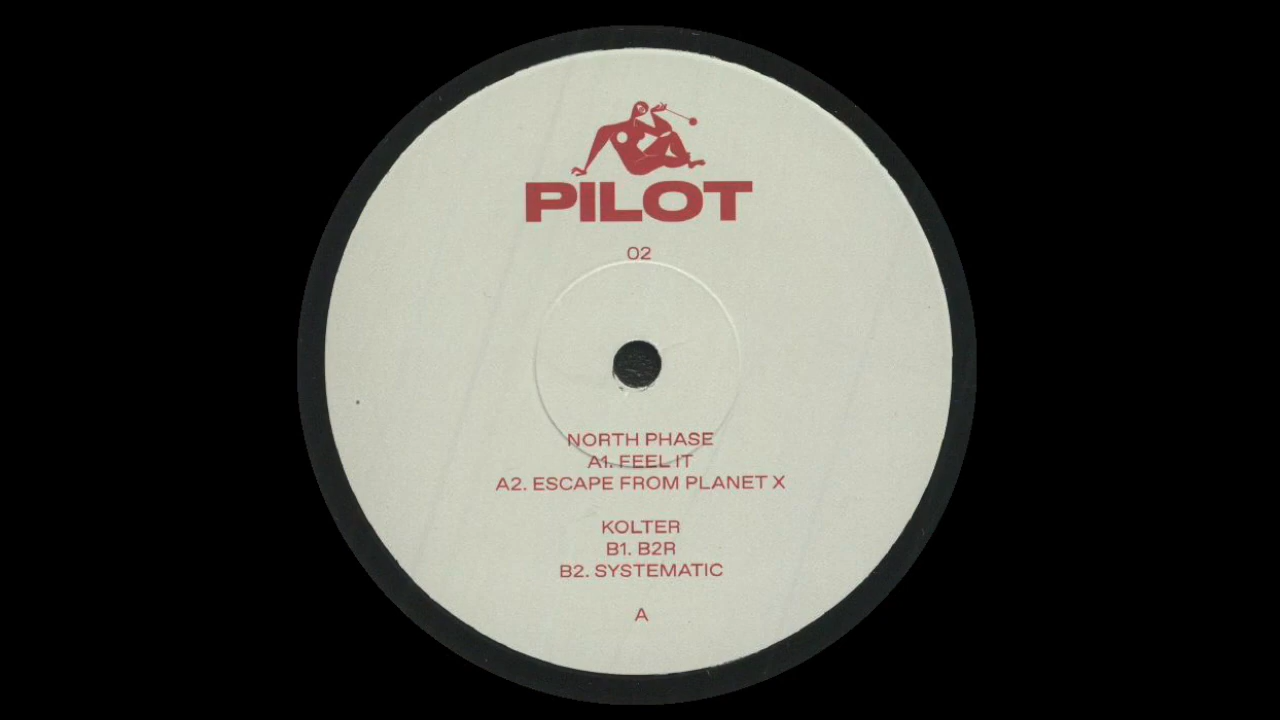 PILOT
02
NORTH PHASE
A1. FEEL IT
A2. ESCAPE FROM PLANET X
KOLTER
B1. B2R
B2. SYSTEMATIC
A